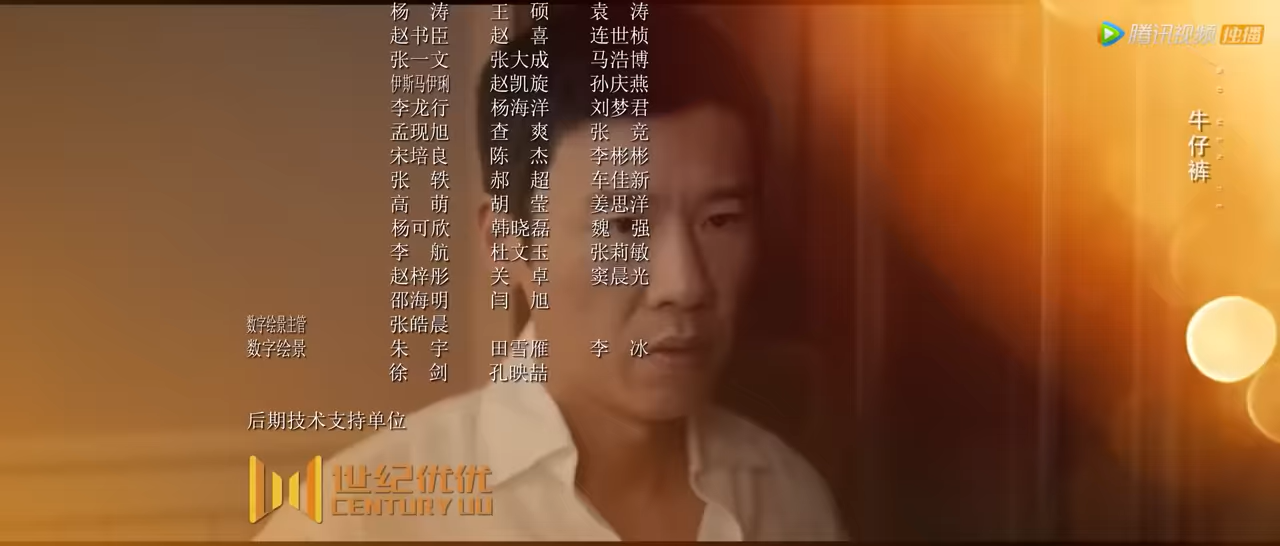 杨 涛 王 硕 袁 涛
腾讯视频 独播
赵书臣 赵 喜 连世桢
张一文 张大成 马浩博
伊斯马伊琍 赵凯旋 孙庆燕
李龙行 杨海洋 刘梦君
孟现旭 查 爽 张 竞
宋培良 陈 杰 李彬彬
张 轶 郝 超 车佳新
高 萌 胡 莹 姜思洋
杨可欣 韩晓磊 魏 强
李 航 杜文玉 张莉敏
赵梓彤 关 卓 窦晨光
邵海明 闫 旭
数字绘景主管 张皓晨
数字绘景 朱 宇 田雪雁 李 冰
徐 剑 孔映喆
后期技术支持单位
世纪优优
CENTURY UU
牛仔裤